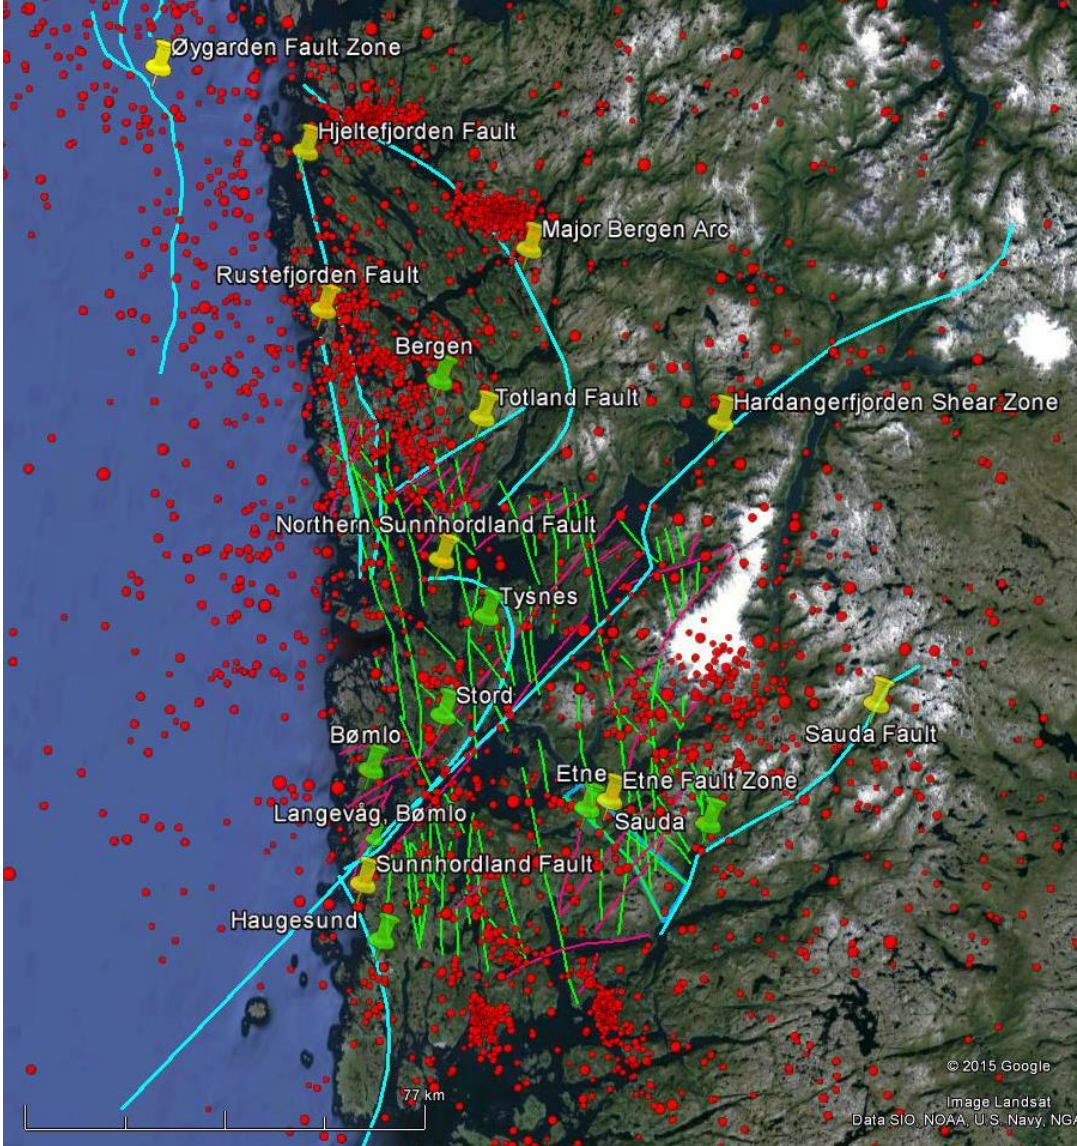 Øygarden Fault Zone
Hjeltefjorden Fault
Major Bergen Arc
Rustefjorden Fault
Bergen
Totland Fault
Hardangerfjorden Shear Zone
Northern Sunnhordland Fault
Tysnes
Stord
Sauda Fault
Bømlo
Etne
Etne Fault Zone
Langevåg, Bømlo
Sauda
Sunnhordland Fault
Haugesund
© 2015 Google
77 km
Image Landsat
Data SIO, NOAA, U.S. Navy, NGA